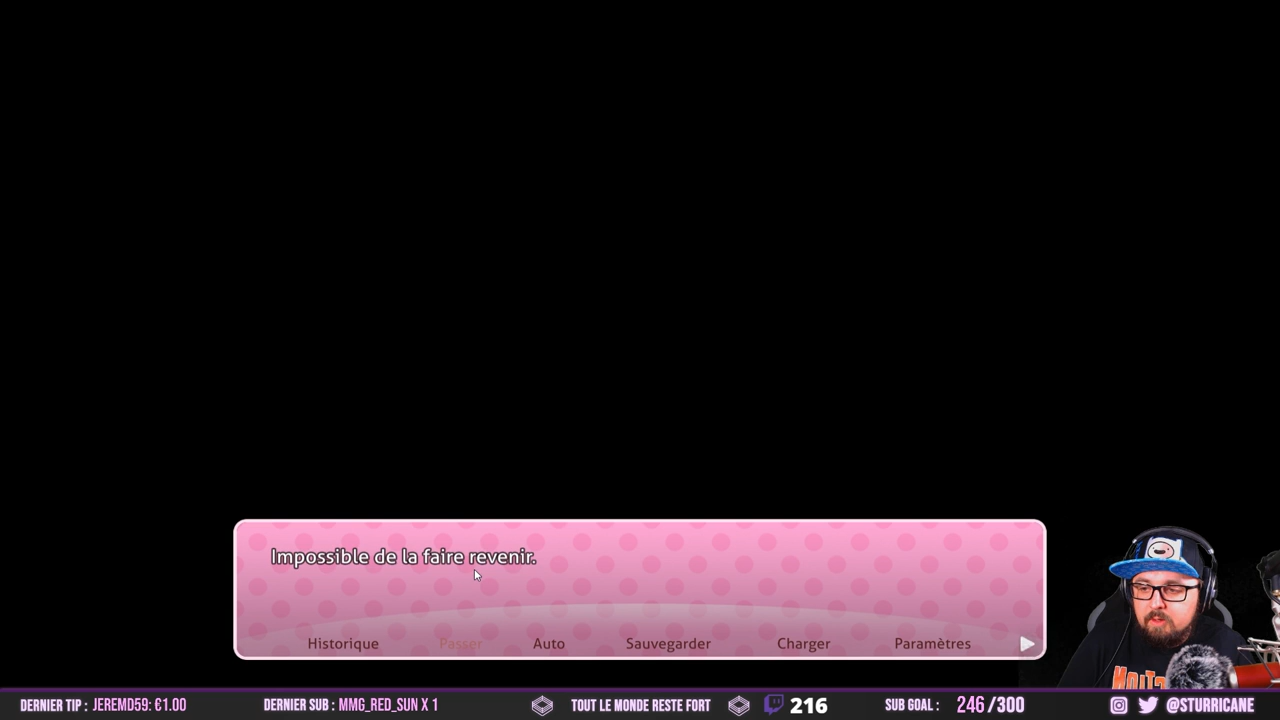 Impossible de la faire revenir.
Historique Passer Auto Sauvegarder Charger Paramètres
DERNIER TIP : JEREMD59: €1.00 DERNIER SUB : MMG_RED_SUN X 1 TOUT LE MONDE RESTE FORT 216 SUB GOAL : 246 /300 @STURRICANE